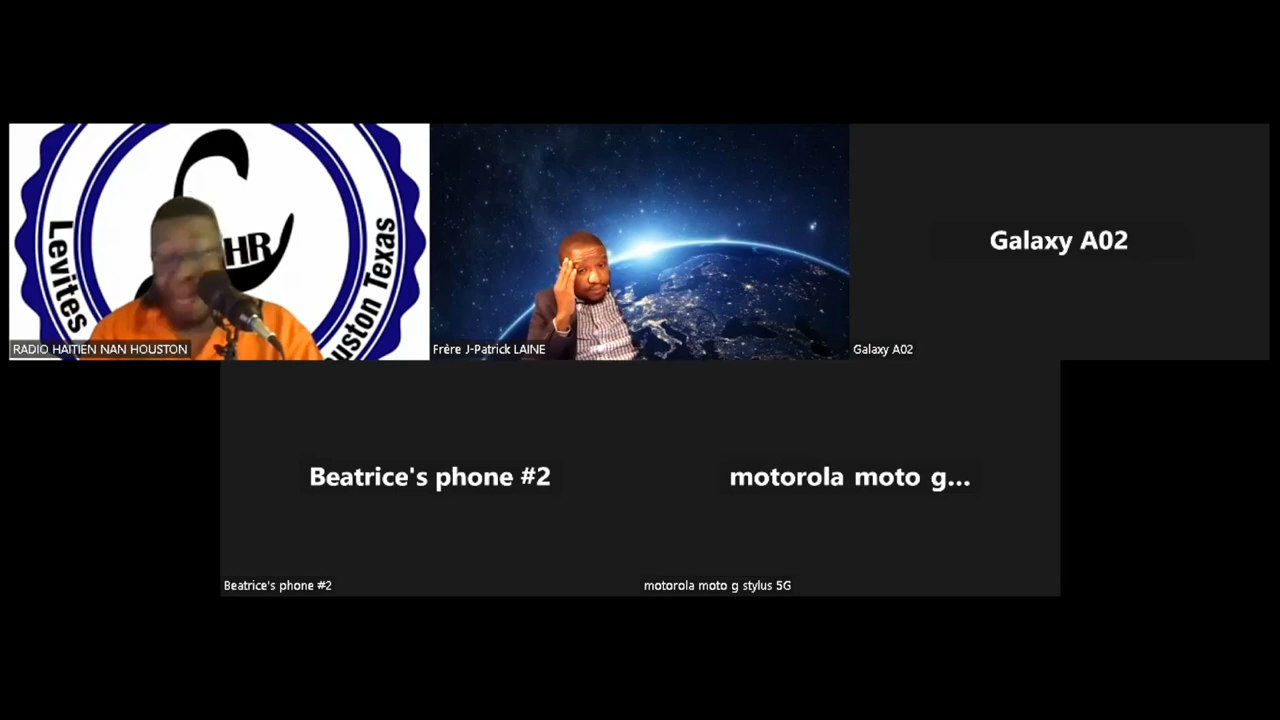 Levites
HR
uston Texas
RADIO HAITIEN NAN HOUSTON
Frère J-Patrick LAINE
Galaxy A02
Galaxy A02
Beatrice's phone #2
motorola moto g...
Beatrice's phone #2
motorola moto g stylus 5G